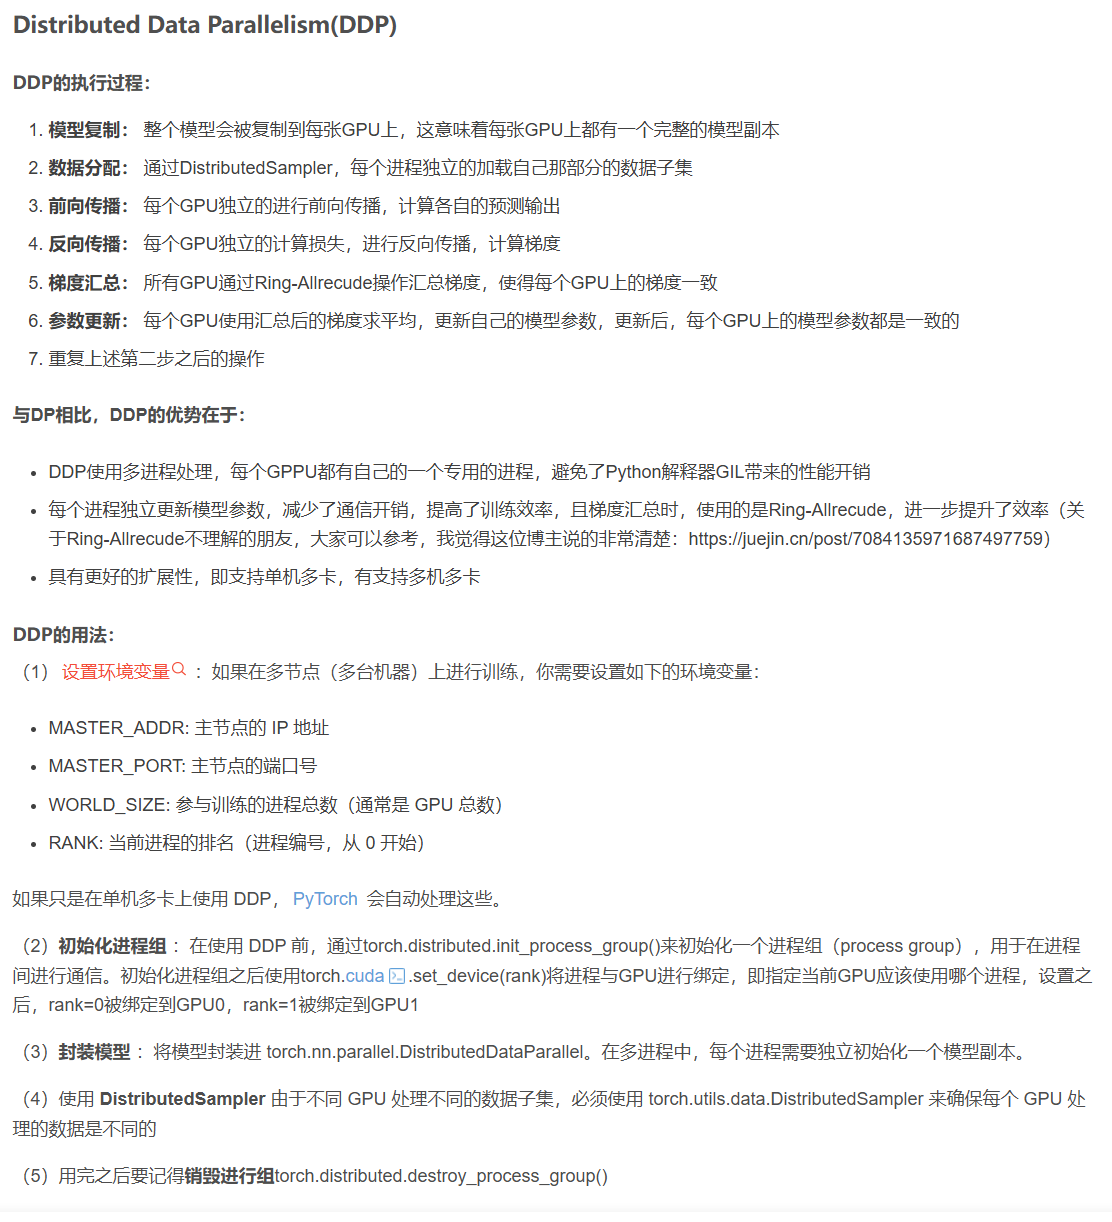 Distributed Data Parallelism(DDP)
DDP的执行过程：
1. 模型复制： 整个模型会被复制到每张GPU上，这意味着每张GPU上都有一个完整的模型副本
2. 数据分配： 通过DistributedSampler，每个进程独立的加载自己那部分的数据子集
3. 前向传播： 每个GPU独立的进行前向传播，计算各自的预测输出
4. 反向传播： 每个GPU独立的计算损失，进行反向传播，计算梯度
5. 梯度汇总： 所有GPU通过Ring-Allrecude操作汇总梯度，使得每个GPU上的梯度一致
6. 参数更新： 每个GPU使用汇总后的梯度求平均，更新自己的模型参数，更新后，每个GPU上的模型参数都是一致的
7. 重复上述第二步之后的操作
与DP相比，DDP的优势在于：
• DDP使用多进程处理，每个GPPU都有自己的一个专用的进程，避免了Python解释器GIL带来的性能开销
• 每个进程独立更新模型参数，减少了通信开销，提高了训练效率，且梯度汇总时，使用的是Ring-Allrecude，进一步提升了效率（关
于Ring-Allrecude不理解的朋友，大家可以参考，我觉得这位博主说的非常清楚：https://juejin.cn/post/7084135971687497759）
• 具有更好的扩展性，即支持单机多卡，有支持多机多卡
DDP的用法：
（1） 设置环境变量 ：如果在多节点（多台机器）上进行训练，你需要设置如下的环境变量：
• MASTER_ADDR: 主节点的 IP 地址
• MASTER_PORT: 主节点的端口号
• WORLD_SIZE: 参与训练的进程总数（通常是 GPU 总数）
• RANK: 当前进程的排名（进程编号，从 0 开始）
如果只是在单机多卡上使用 DDP， PyTorch 会自动处理这些。
（2）初始化进程组 ：在使用 DDP 前，通过torch.distributed.init_process_group()来初始化一个进程组（process group），用于在进程
间进行通信。初始化进程组之后使用torch.cuda.set_device(rank)将进程与GPU进行绑定，即指定当前GPU应该使用哪个进程，设置之
后，rank=0被绑定到GPU0，rank=1被绑定到GPU1
（3）封装模型 ：将模型封装进 torch.nn.parallel.DistributedDataParallel。在多进程中，每个进程需要独立初始化一个模型副本。
（4）使用 DistributedSampler 由于不同 GPU 处理不同的数据子集，必须使用 torch.utils.data.DistributedSampler 来确保每个 GPU 处
理的数据是不同的
（5）用完之后要记得销毁进行组torch.distributed.destroy_process_group()